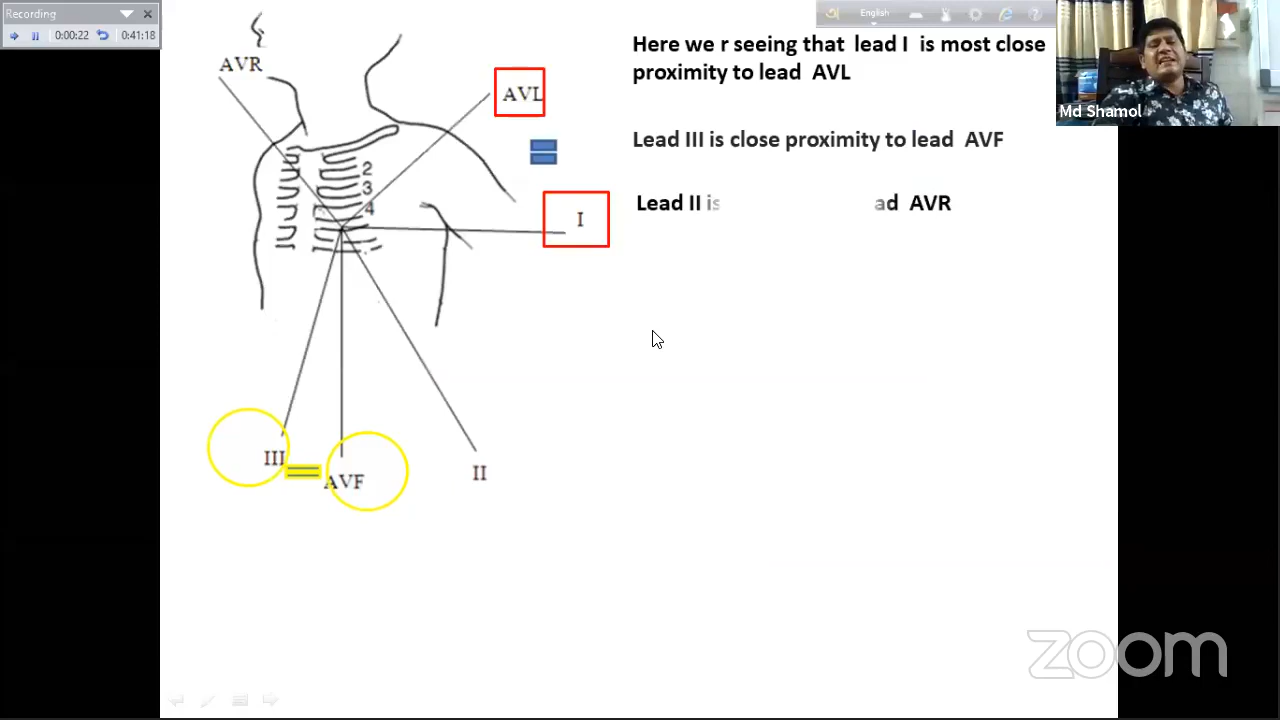 Recording
0:00:22
0:41:18
English
Md Shamol
Here we r seeing that lead I is most close
proximity to lead AVL
Lead III is close proximity to lead AVF
Lead II is ad AVR
AVR
AVL
2
3
4
I
III
AVF
II
zoom